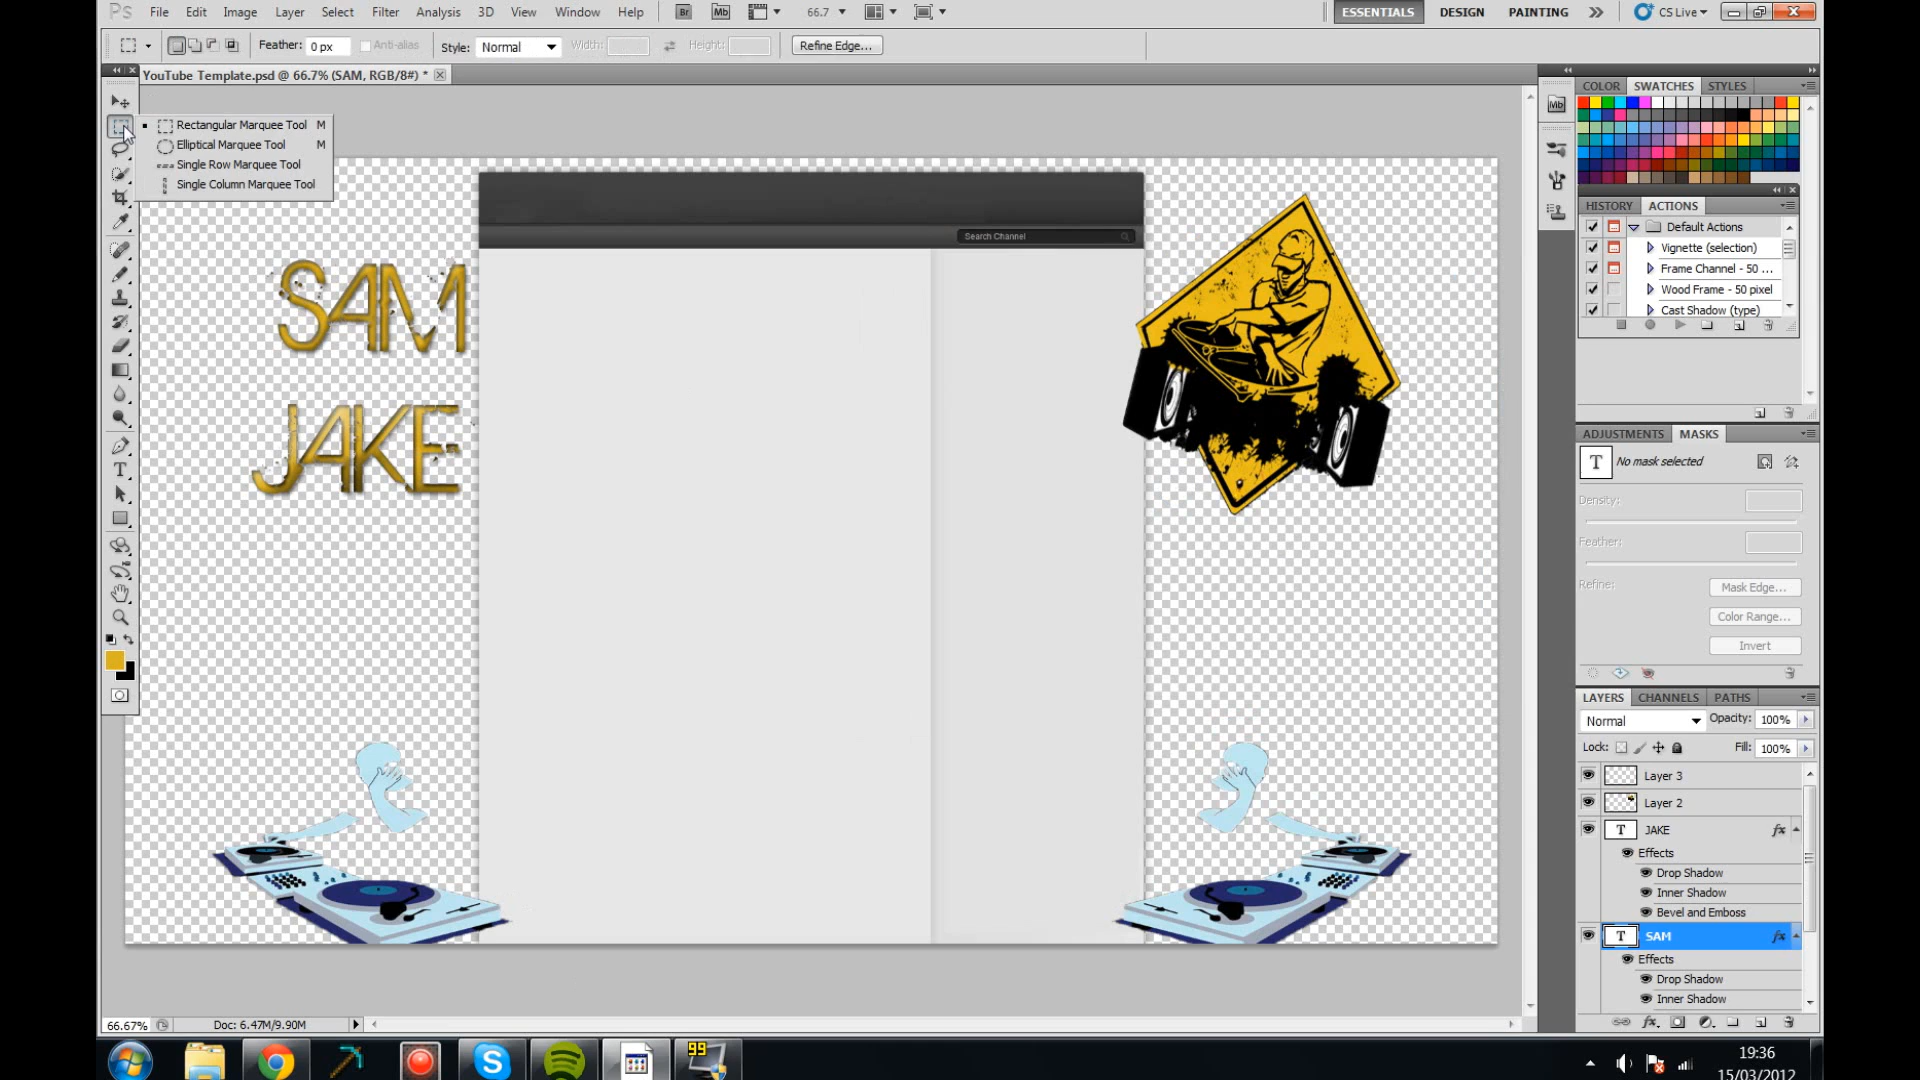 Ps File Edit Image Layer Select Filter Analysis 3D View Window Help Br Mb 66.7 ESSENTIALS DESIGN PAINTING CS Live
Feather: 0 px Anti-alias Style: Normal Width: Height: Refine Edge...
YouTube Template.psd @ 66.7% (SAM, RGB/8#) *
Rectangular Marquee Tool M
Elliptical Marquee Tool M
Single Row Marquee Tool
Single Column Marquee Tool
Search Channel
SAM
JAKE
T
66.67% Doc: 6.47M/9.90M
Mb
COLOR SWATCHES STYLES
HISTORY ACTIONS
Default Actions
Vignette (selection)
Frame Channel - 50 ...
Wood Frame - 50 pixel
Cast Shadow (type)
ADJUSTMENTS MASKS
T No mask selected
Density:
Feather:
Refine: Mask Edge...
Color Range...
Invert
LAYERS CHANNELS PATHS
Normal Opacity: 100%
Lock: Fill: 100%
Layer 3
Layer 2
T JAKE fx
Effects
Drop Shadow
Inner Shadow
Bevel and Emboss
T SAM fx
Effects
Drop Shadow
Inner Shadow
fx
99
19:36
15/03/2012